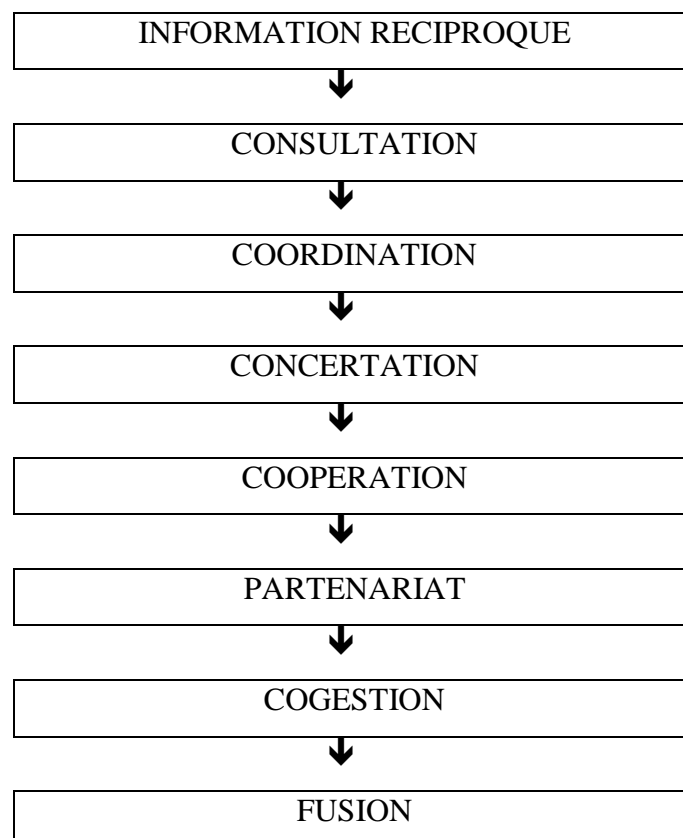 INFORMATION RECIPROQUE
CONSULTATION
COORDINATION
CONCERTATION
COOPERATION
PARTENARIAT
COGESTION
FUSION